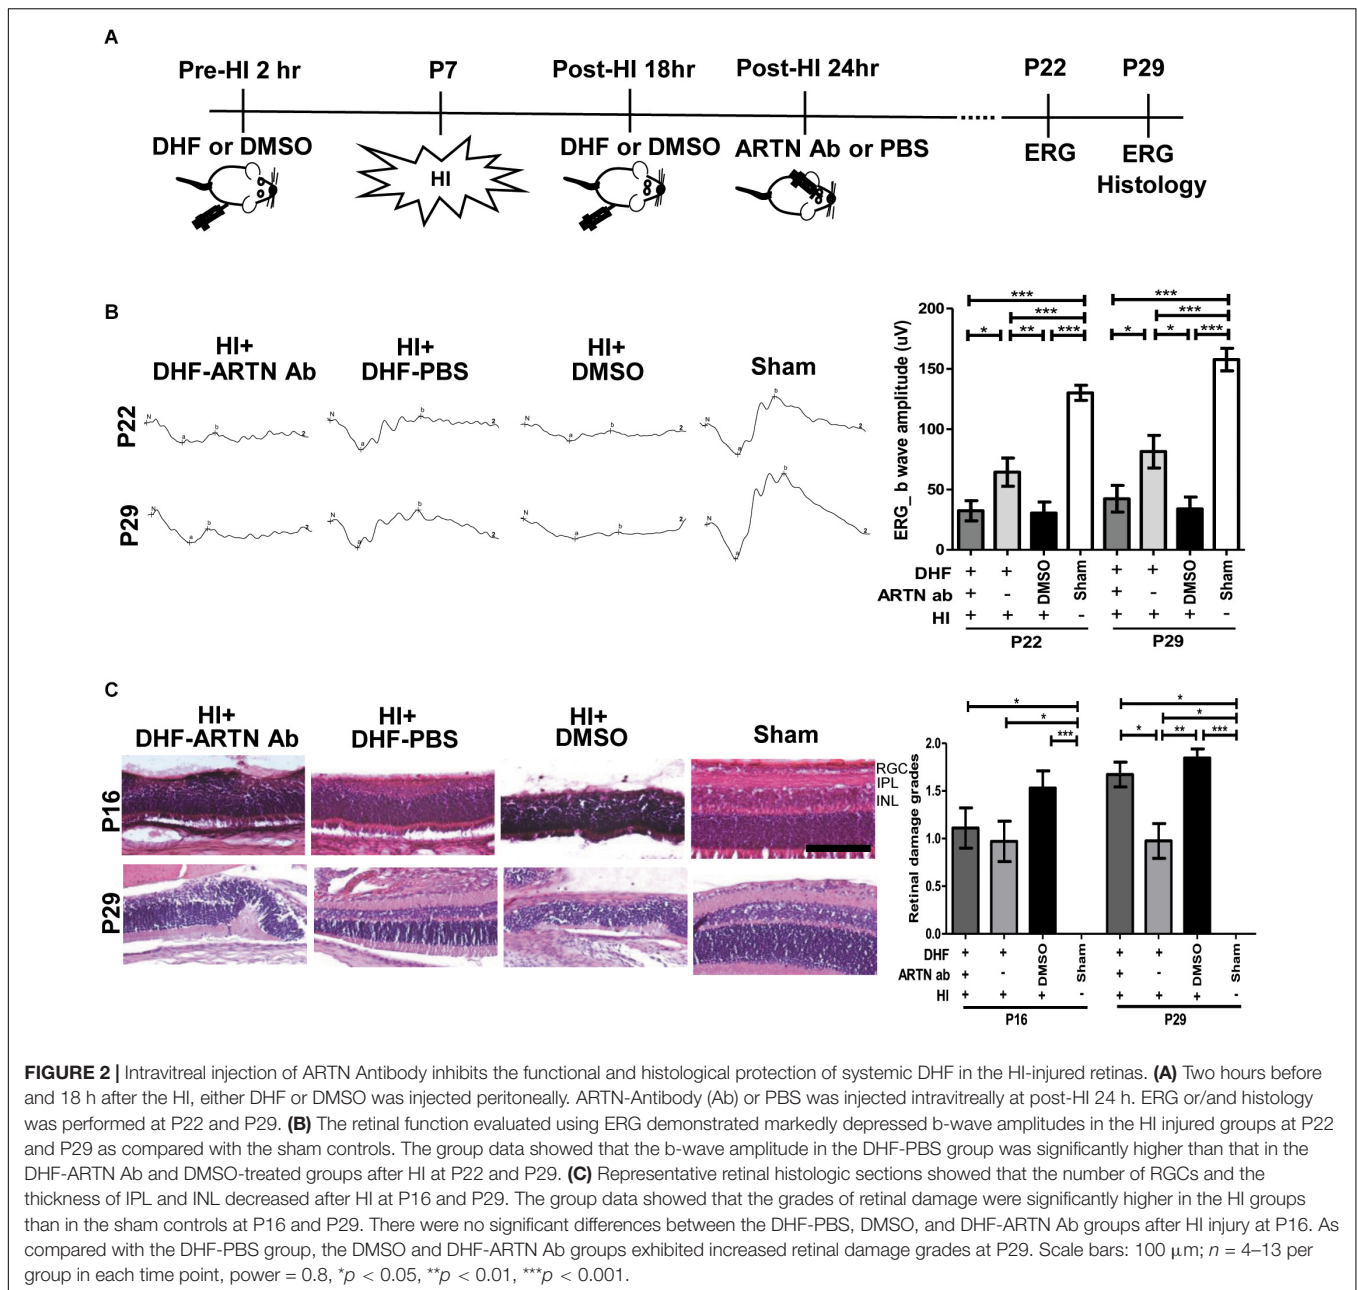 A
Pre-HI 2 hr P7 Post-HI 18hr Post-HI 24hr P22 P29
DHF or DMSO HI DHF or DMSO ARTN Ab or PBS ERG ERG
Histology
B
HI+ HI+ HI+
DHF-ARTN Ab DHF-PBS DMSO Sham
P22
N a b 2
N a b 2
N a b 2
N a b 2
P29
N a b 2
N a b 2
N a b 2
N a b 2
ERG_ b wave amplitude (uV)
200
150
100
50
0
*** ***
*** ***
* ** *** * * ***
DHF + + DMSO Sham + + DMSO Sham
ARTN ab + - + -
HI + + + - + + + -
P22 P29
C
HI+ HI+ HI+
DHF-ARTN Ab DHF-PBS DMSO Sham
P16
RGC
IPL
INL
P29
Retinal damage grades
2.0
1.5
1.0
0.5
0.0
* *
* *
*** * ** ***
DHF + + DMSO Sham + + DMSO Sham
ARTN ab + - + -
HI + + + - + + + -
P16 P29
FIGURE 2 | Intravitreal injection of ARTN Antibody inhibits the functional and histological protection of systemic DHF in the HI-injured retinas. (A) Two hours before
and 18 h after the HI, either DHF or DMSO was injected peritoneally. ARTN-Antibody (Ab) or PBS was injected intravitreally at post-HI 24 h. ERG or/and histology
was performed at P22 and P29. (B) The retinal function evaluated using ERG demonstrated markedly depressed b-wave amplitudes in the HI injured groups at P22
and P29 as compared with the sham controls. The group data showed that the b-wave amplitude in the DHF-PBS group was significantly higher than that in the
DHF-ARTN Ab and DMSO-treated groups after HI at P22 and P29. (C) Representative retinal histologic sections showed that the number of RGCs and the
thickness of IPL and INL decreased after HI at P16 and P29. The group data showed that the grades of retinal damage were significantly higher in the HI groups
than in the sham controls at P16 and P29. There were no significant differences between the DHF-PBS, DMSO, and DHF-ARTN Ab groups after HI injury at P16. As
compared with the DHF-PBS group, the DMSO and DHF-ARTN Ab groups exhibited increased retinal damage grades at P29. Scale bars: 100 μm; n = 4–13 per
group in each time point, power = 0.8, *p < 0.05, **p < 0.01, ***p < 0.001.